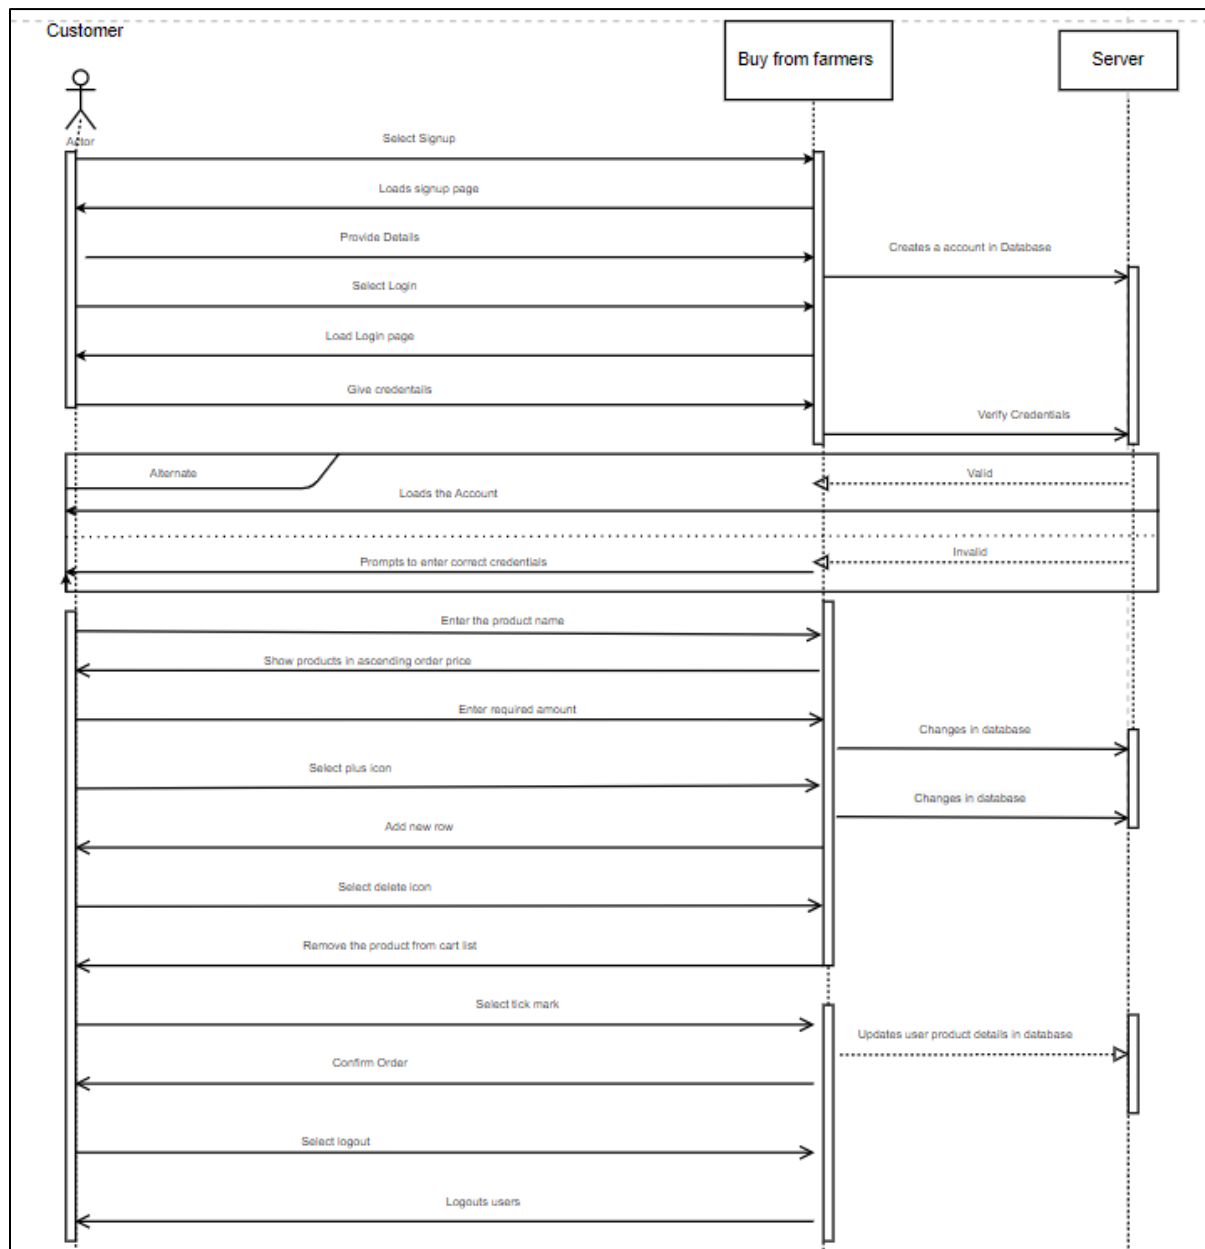 Customer
Buy from farmers
Server
Actor
Select Signup
Loads signup page
Provide Details
Creates a account in Database
Select Login
Load Login page
Give credentails
Verify Credentials
Alternate
Valid
Loads the Account
Invalid
Prompts to enter correct credentials
Enter the product name
Show products in ascending order price
Enter required amount
Changes in database
Select plus icon
Changes in database
Add new row
Select delete icon
Remove the product from cart list
Select tick mark
Updates user product details in database
Confirm Order
Select logout
Logouts users